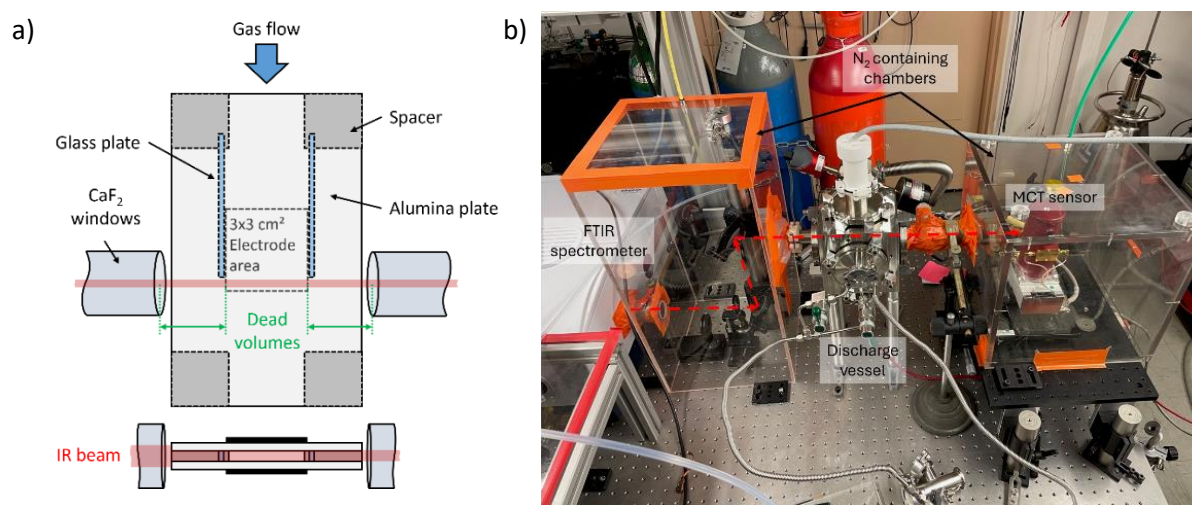 a)
Gas flow
Spacer
Glass plate
CaF₂
windows
Alumina plate
3x3 cm²
Electrode
area
Dead
volumes
IR beam
b)
N₂ containing
chambers
MCT sensor
FTIR
spectrometer
Discharge
vessel